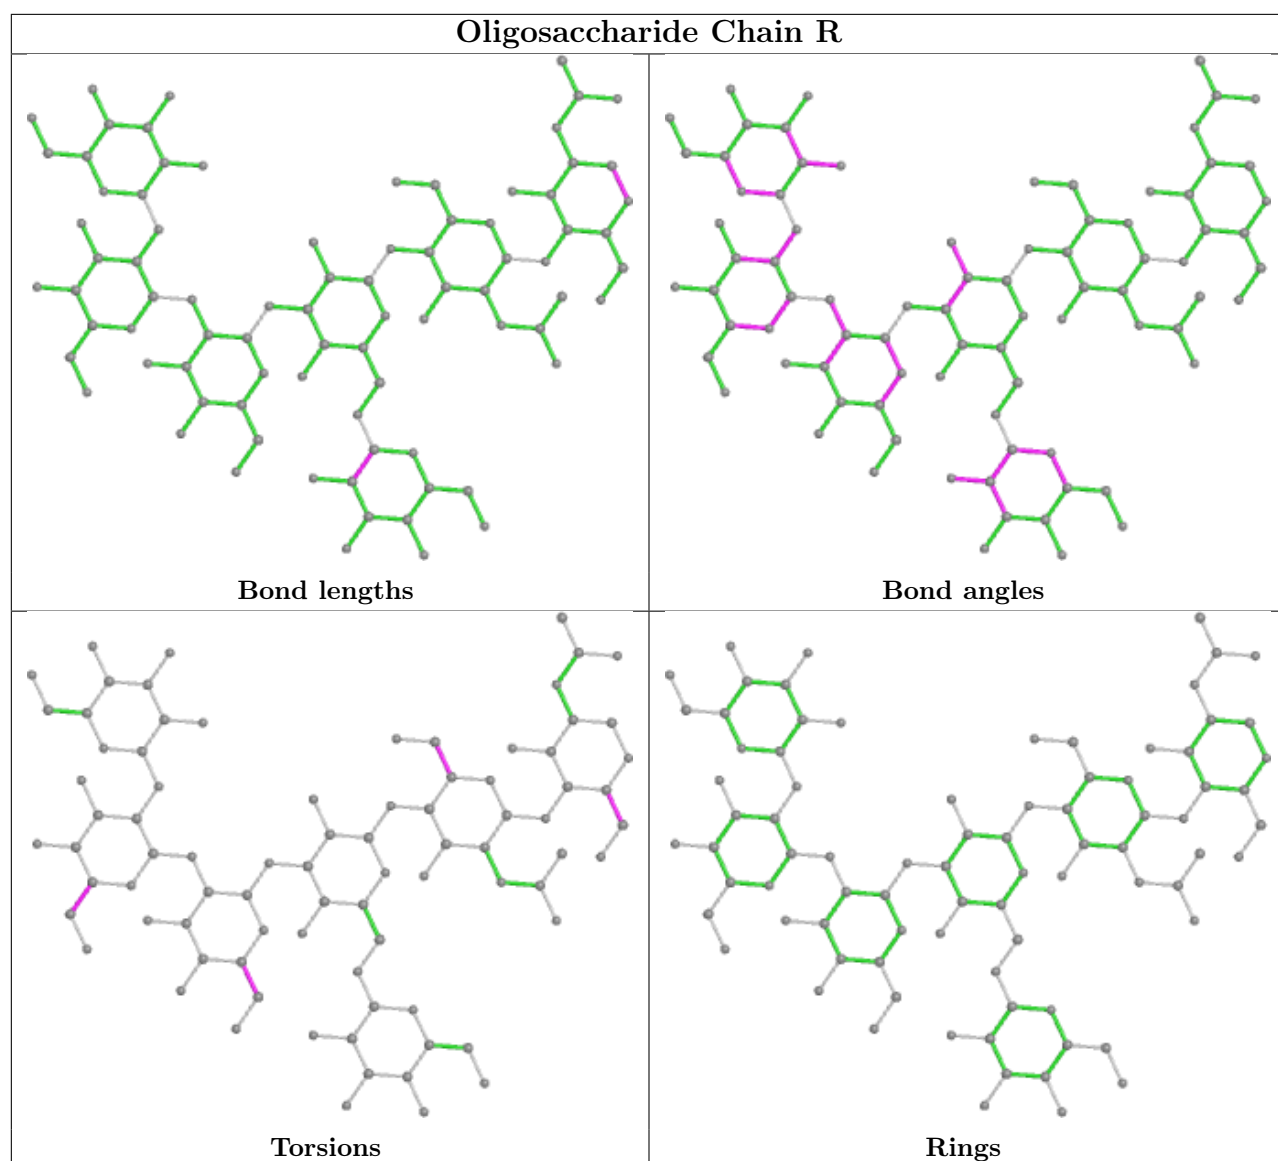 Oligosaccharide Chain R
Bond lengths
Bond angles
Torsions
Rings